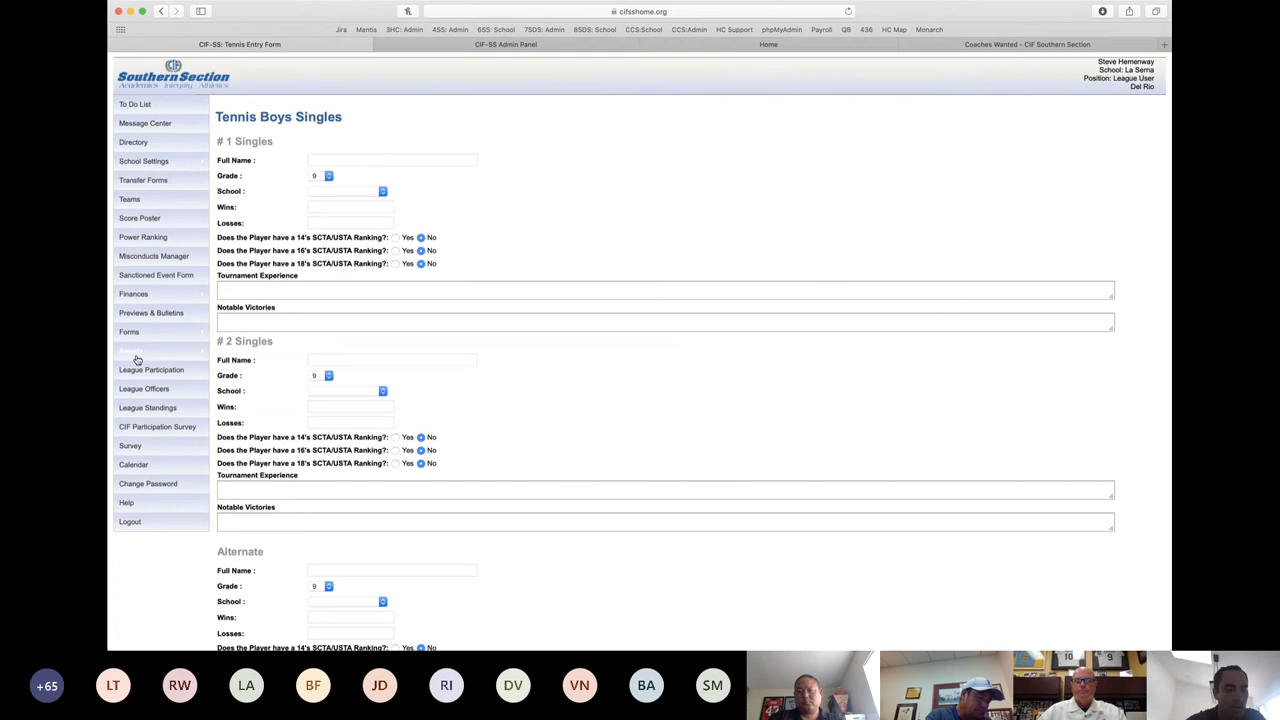 cifsshome.org
Jira Mantis 3HC: Admin 4SS: Admin 6SS: School 7SDS: Admin 8SDS: School CCS:School CCS:Admin HC Support phpMyAdmin Payroll QB 436 HC Map Monarch
CIF-SS: Tennis Entry Form CIF-SS Admin Panel Home Coaches Wanted - CIF Southern Section
CIF
Southern Section
Academics Integrity Athletics
Steve Hemenway
School: La Serna
Position: League User
Del Rio
To Do List
Message Center
Directory
School Settings
Transfer Forms
Teams
Score Poster
Power Ranking
Misconducts Manager
Sanctioned Event Form
Finances
Previews & Bulletins
Forms
League Participation
League Officers
League Standings
CIF Participation Survey
Survey
Calendar
Change Password
Help
Logout
Tennis Boys Singles
# 1 Singles
Full Name :
Grade : 9
School :
Wins:
Losses:
Does the Player have a 14's SCTA/USTA Ranking?: Yes No
Does the Player have a 16's SCTA/USTA Ranking?: Yes No
Does the Player have a 18's SCTA/USTA Ranking?: Yes No
Tournament Experience
Notable Victories
# 2 Singles
Full Name :
Grade : 9
School :
Wins:
Losses:
Does the Player have a 14's SCTA/USTA Ranking?: Yes No
Does the Player have a 16's SCTA/USTA Ranking?: Yes No
Does the Player have a 18's SCTA/USTA Ranking?: Yes No
Tournament Experience
Notable Victories
Alternate
Full Name :
Grade : 9
School :
Wins:
Losses:
Does the Player have a 14's SCTA/USTA Ranking?: Yes No
+65 LT RW LA BF JD RI DV VN BA SM
10 9